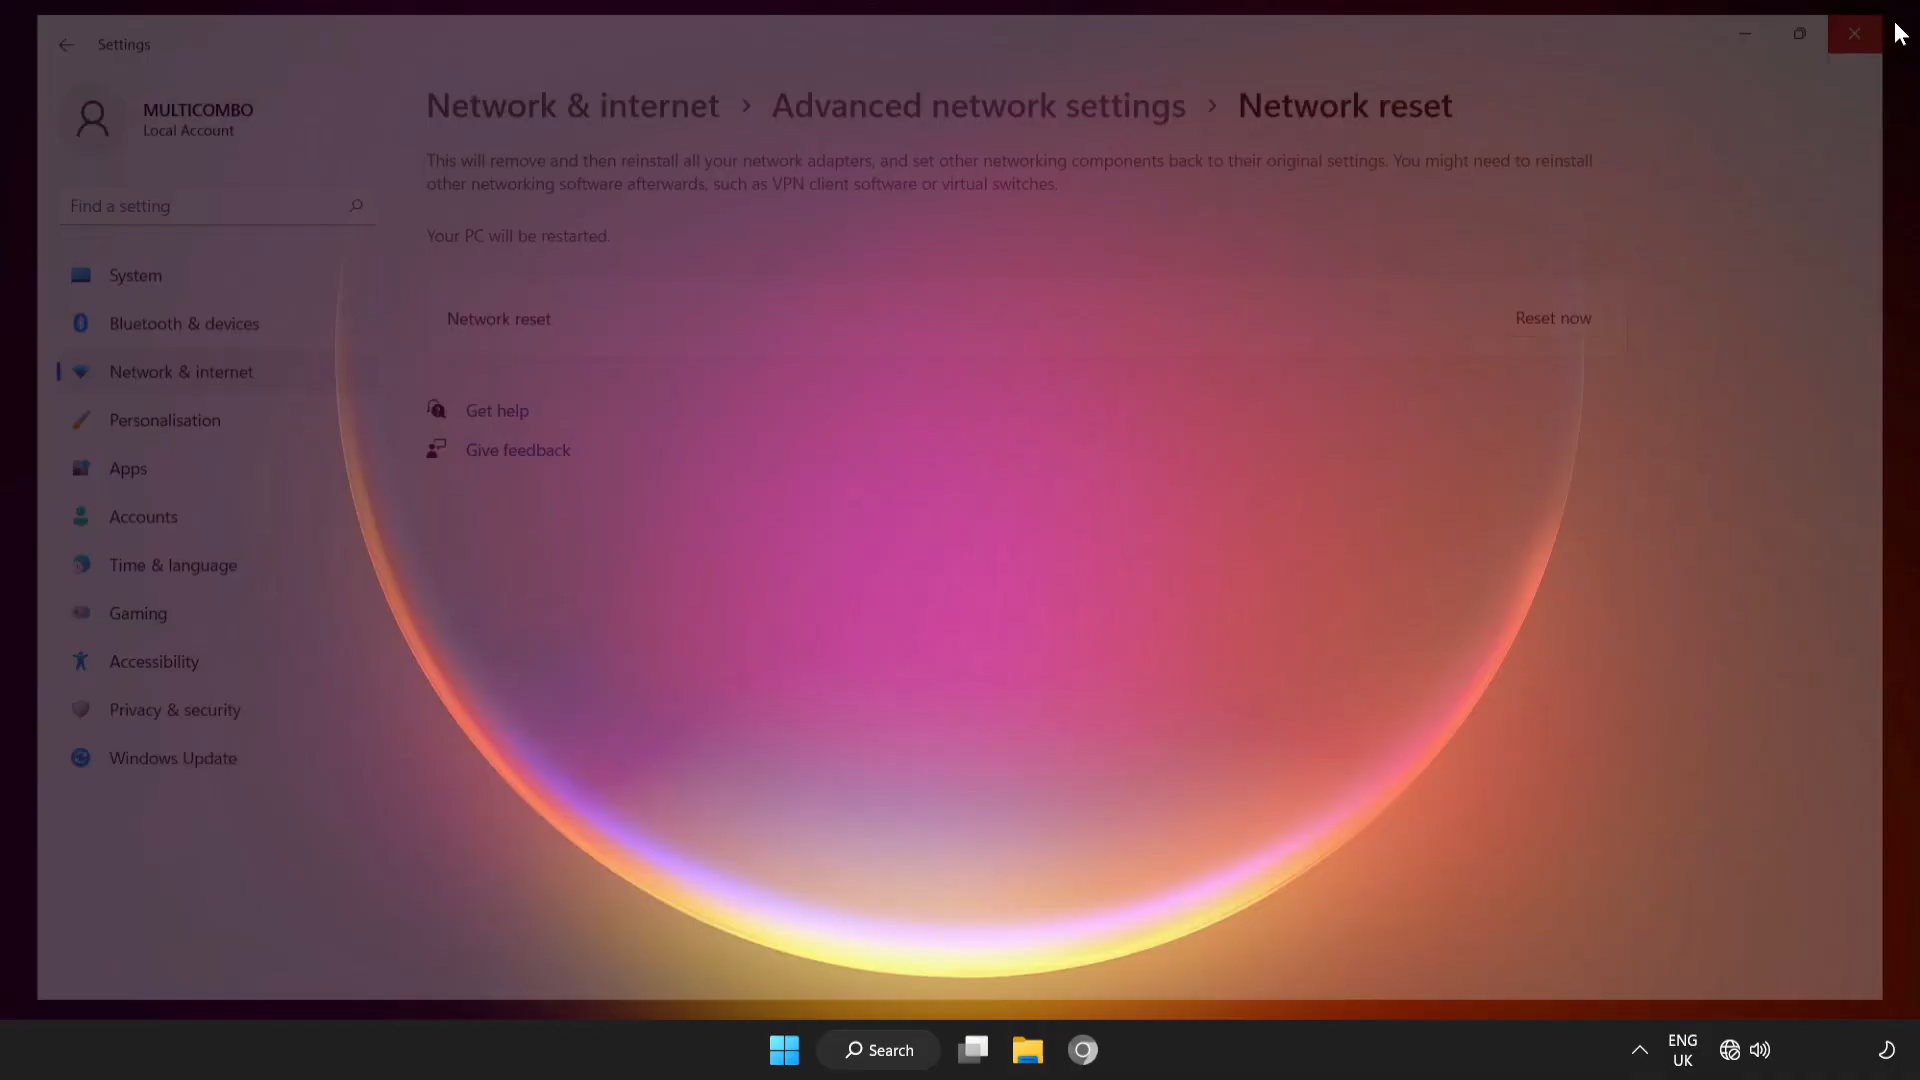 Settings
MULTICOMBO
Local Account
Find a setting
System
Bluetooth & devices
Network & internet
Personalisation
Apps
Accounts
Time & language
Gaming
Accessibility
Privacy & security
Windows Update
Network & internet › Advanced network settings › Network reset
This will remove and then reinstall all your network adapters, and set other networking components back to their original settings. You might need to reinstall
other networking software afterwards, such as VPN client software or virtual switches.
Your PC will be restarted.
Network reset
Reset now
Get help
Give feedback
Search
ENG
UK